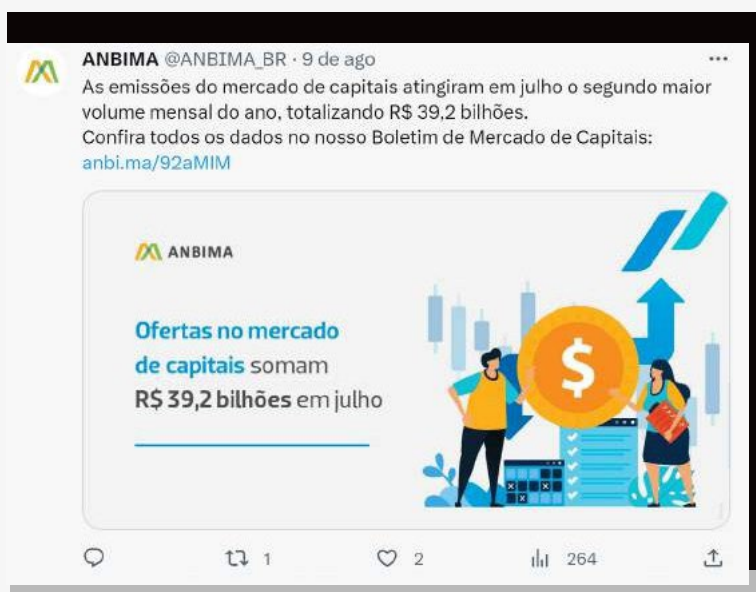 ANBIMA @ANBIMA_BR · 9 de ago
As emissões do mercado de capitais atingiram em julho o segundo maior
volume mensal do ano, totalizando R$ 39,2 bilhões.
Confira todos os dados no nosso Boletim de Mercado de Capitais:
anbi.ma/92aMIM
ANBIMA
Ofertas no mercado
de capitais somam
R$ 39,2 bilhões em julho
$
1 2 264